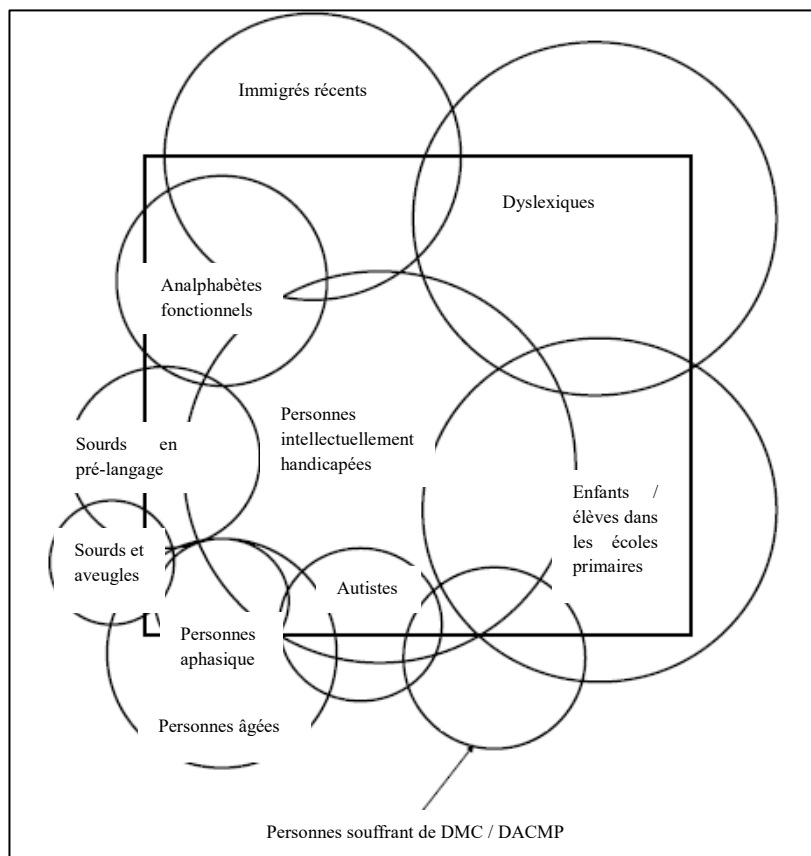 Immigrés récents
Dyslexiques
Analphabètes
fonctionnels
Personnes
intellectuellement
handicapées
Sourds en
pré-langage
Enfants /
élèves dans
les écoles
primaires
Sourds et
aveugles
Autistes
Personnes
aphasique
Personnes âgées
Personnes souffrant de DMC / DACMP